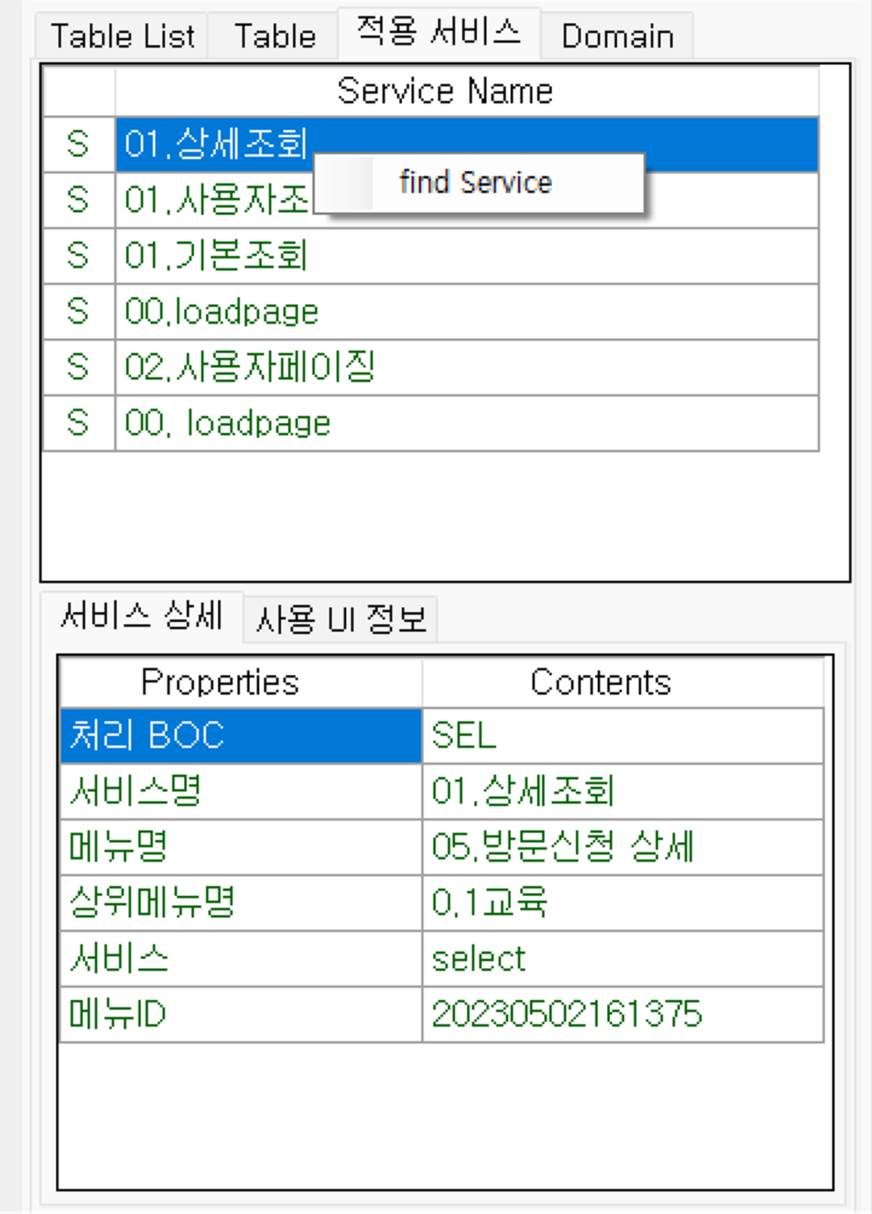 Table List Table 적용 서비스 Domain
Service Name
S 01.상세조회
find Service
S 01.사용자조
S 01.기본조회
S 00.loadpage
S 02.사용자페이징
S 00. loadpage
서비스 상세 사용 UI 정보
Properties Contents
처리 BOC SEL
서비스명 01.상세조회
메뉴명 05.방문신청 상세
상위메뉴명 0.1교육
서비스 select
메뉴ID 20230502161375